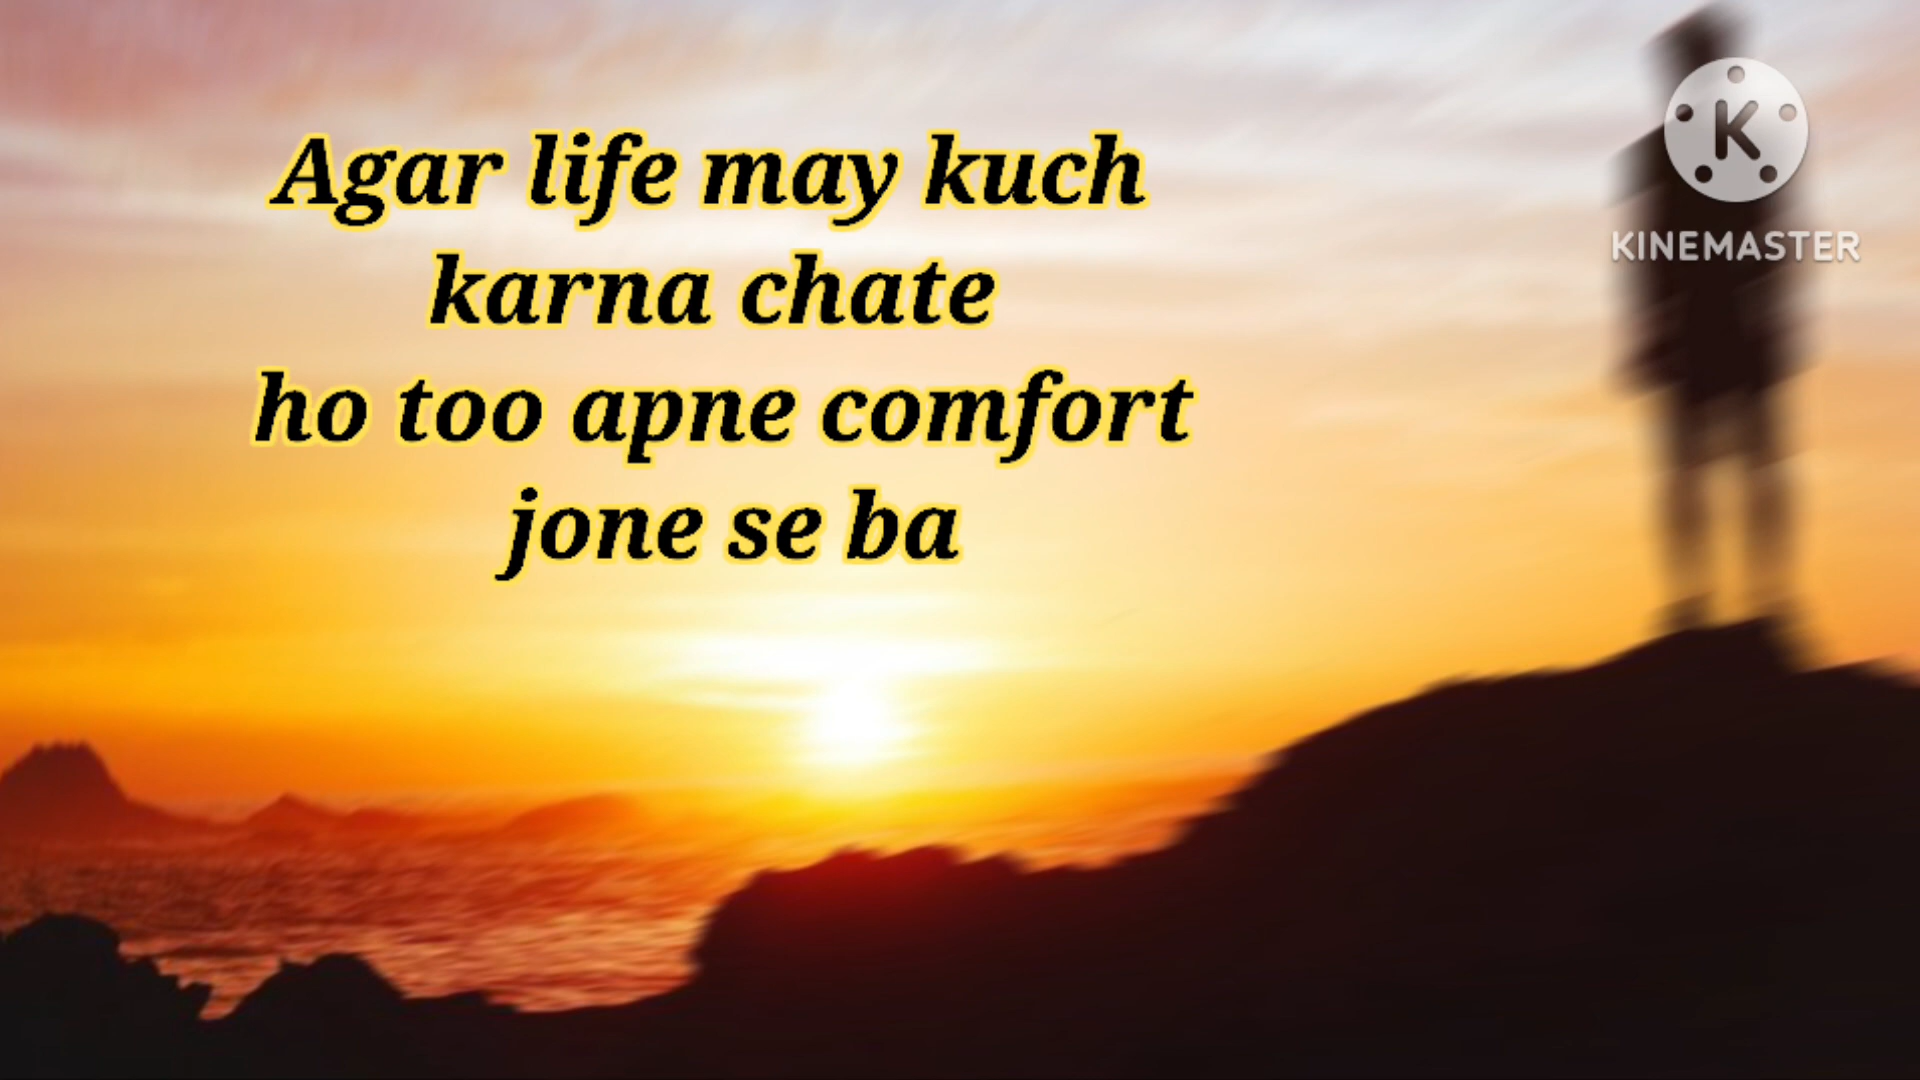 Agar life may kuch
karna chate
ho too apne comfort
jone se ba
K
KINEMASTER